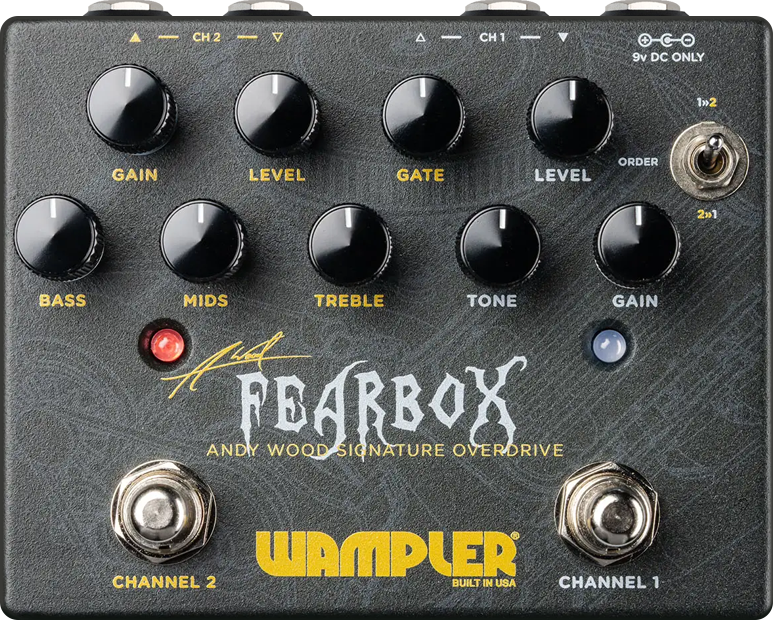 CH 2
CH 1
9v DC ONLY
1»2
GAIN
LEVEL
GATE
LEVEL
ORDER
2»1
BASS
MIDS
TREBLE
TONE
GAIN
A Wood
FEARBOX
ANDY WOOD SIGNATURE OVERDRIVE
WAMPLER®
BUILT IN USA
CHANNEL 2
CHANNEL 1